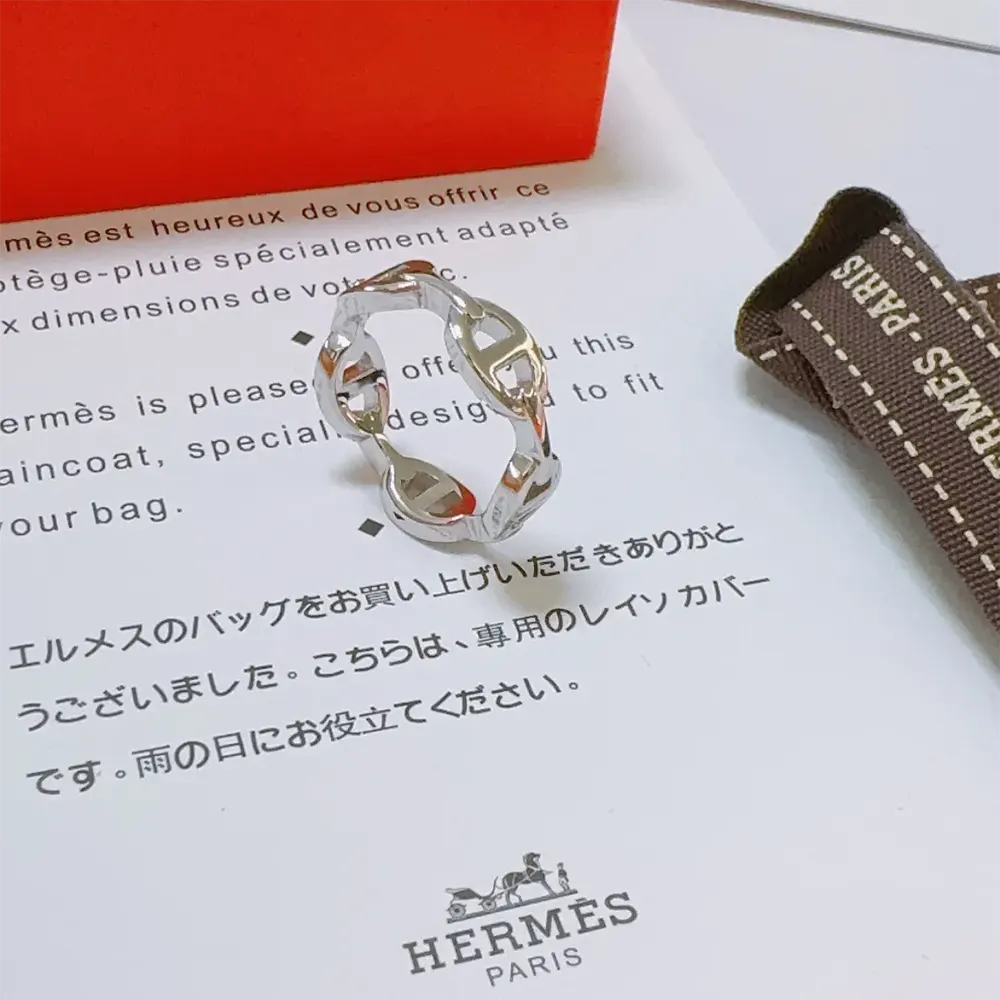 mès est heureux de vous offrir ce
tège-pluie spécialement adapté
x dimensions de c.
ermès is please offe u this
aincoat, special desig d to fit
your bag.
エルメスのバッグをお買い上げいただきありがと
うございました。こちらは、専用のレイソカバー
です。雨の日にお役立てください。
HERMÈS
PARIS
HERMÈS-PARIS